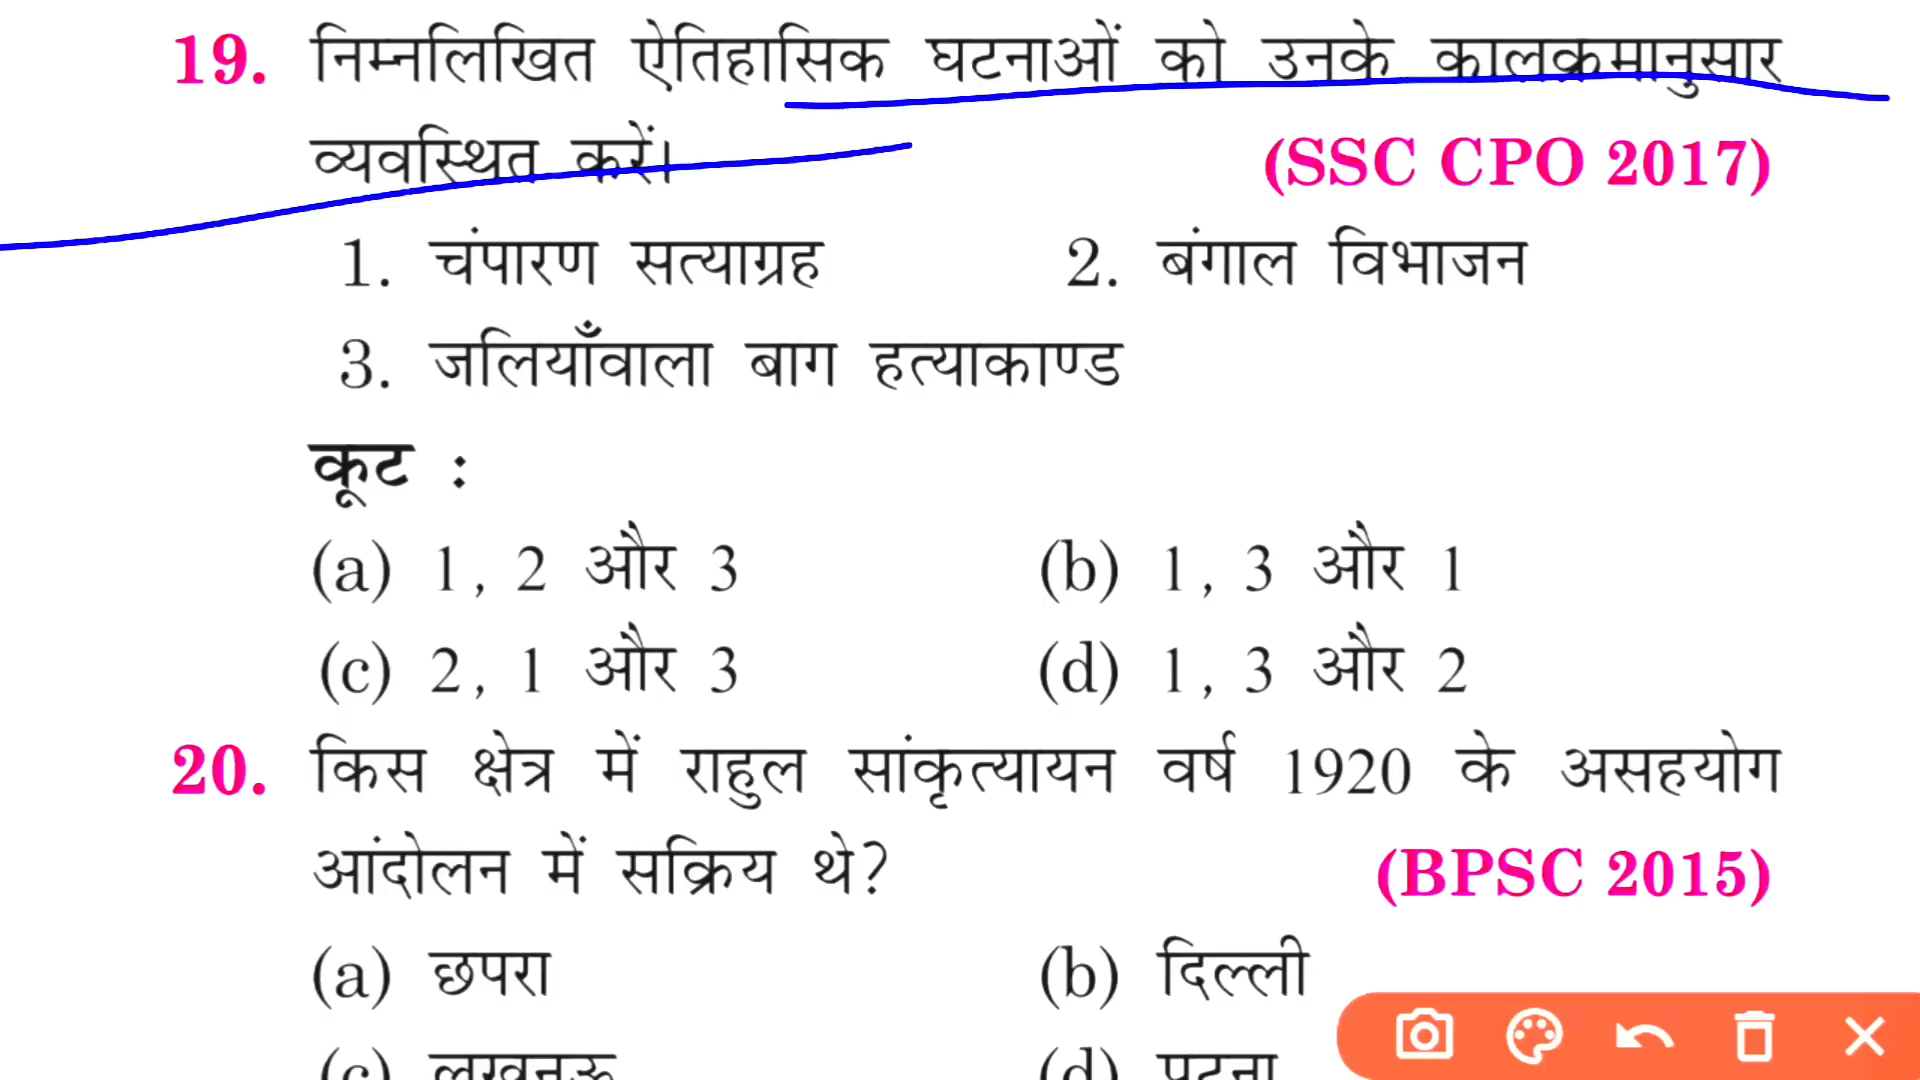 19. निम्नलिखित ऐतिहासिक घटनाओं को उनके कालक्रमानुसार
व्यवस्थित करें। (SSC CPO 2017)
1. चंपारण सत्याग्रह 2. बंगाल विभाजन
3. जलियाँवाला बाग हत्याकाण्ड
कूट :
(a) 1, 2 और 3 (b) 1, 3 और 1
(c) 2, 1 और 3 (d) 1, 3 और 2
20. किस क्षेत्र में राहुल सांकृत्यायन वर्ष 1920 के असहयोग
आंदोलन में सक्रिय थे? (BPSC 2015)
(a) छपरा (b) दिल्ली
(c) लखनऊ (d) पटना